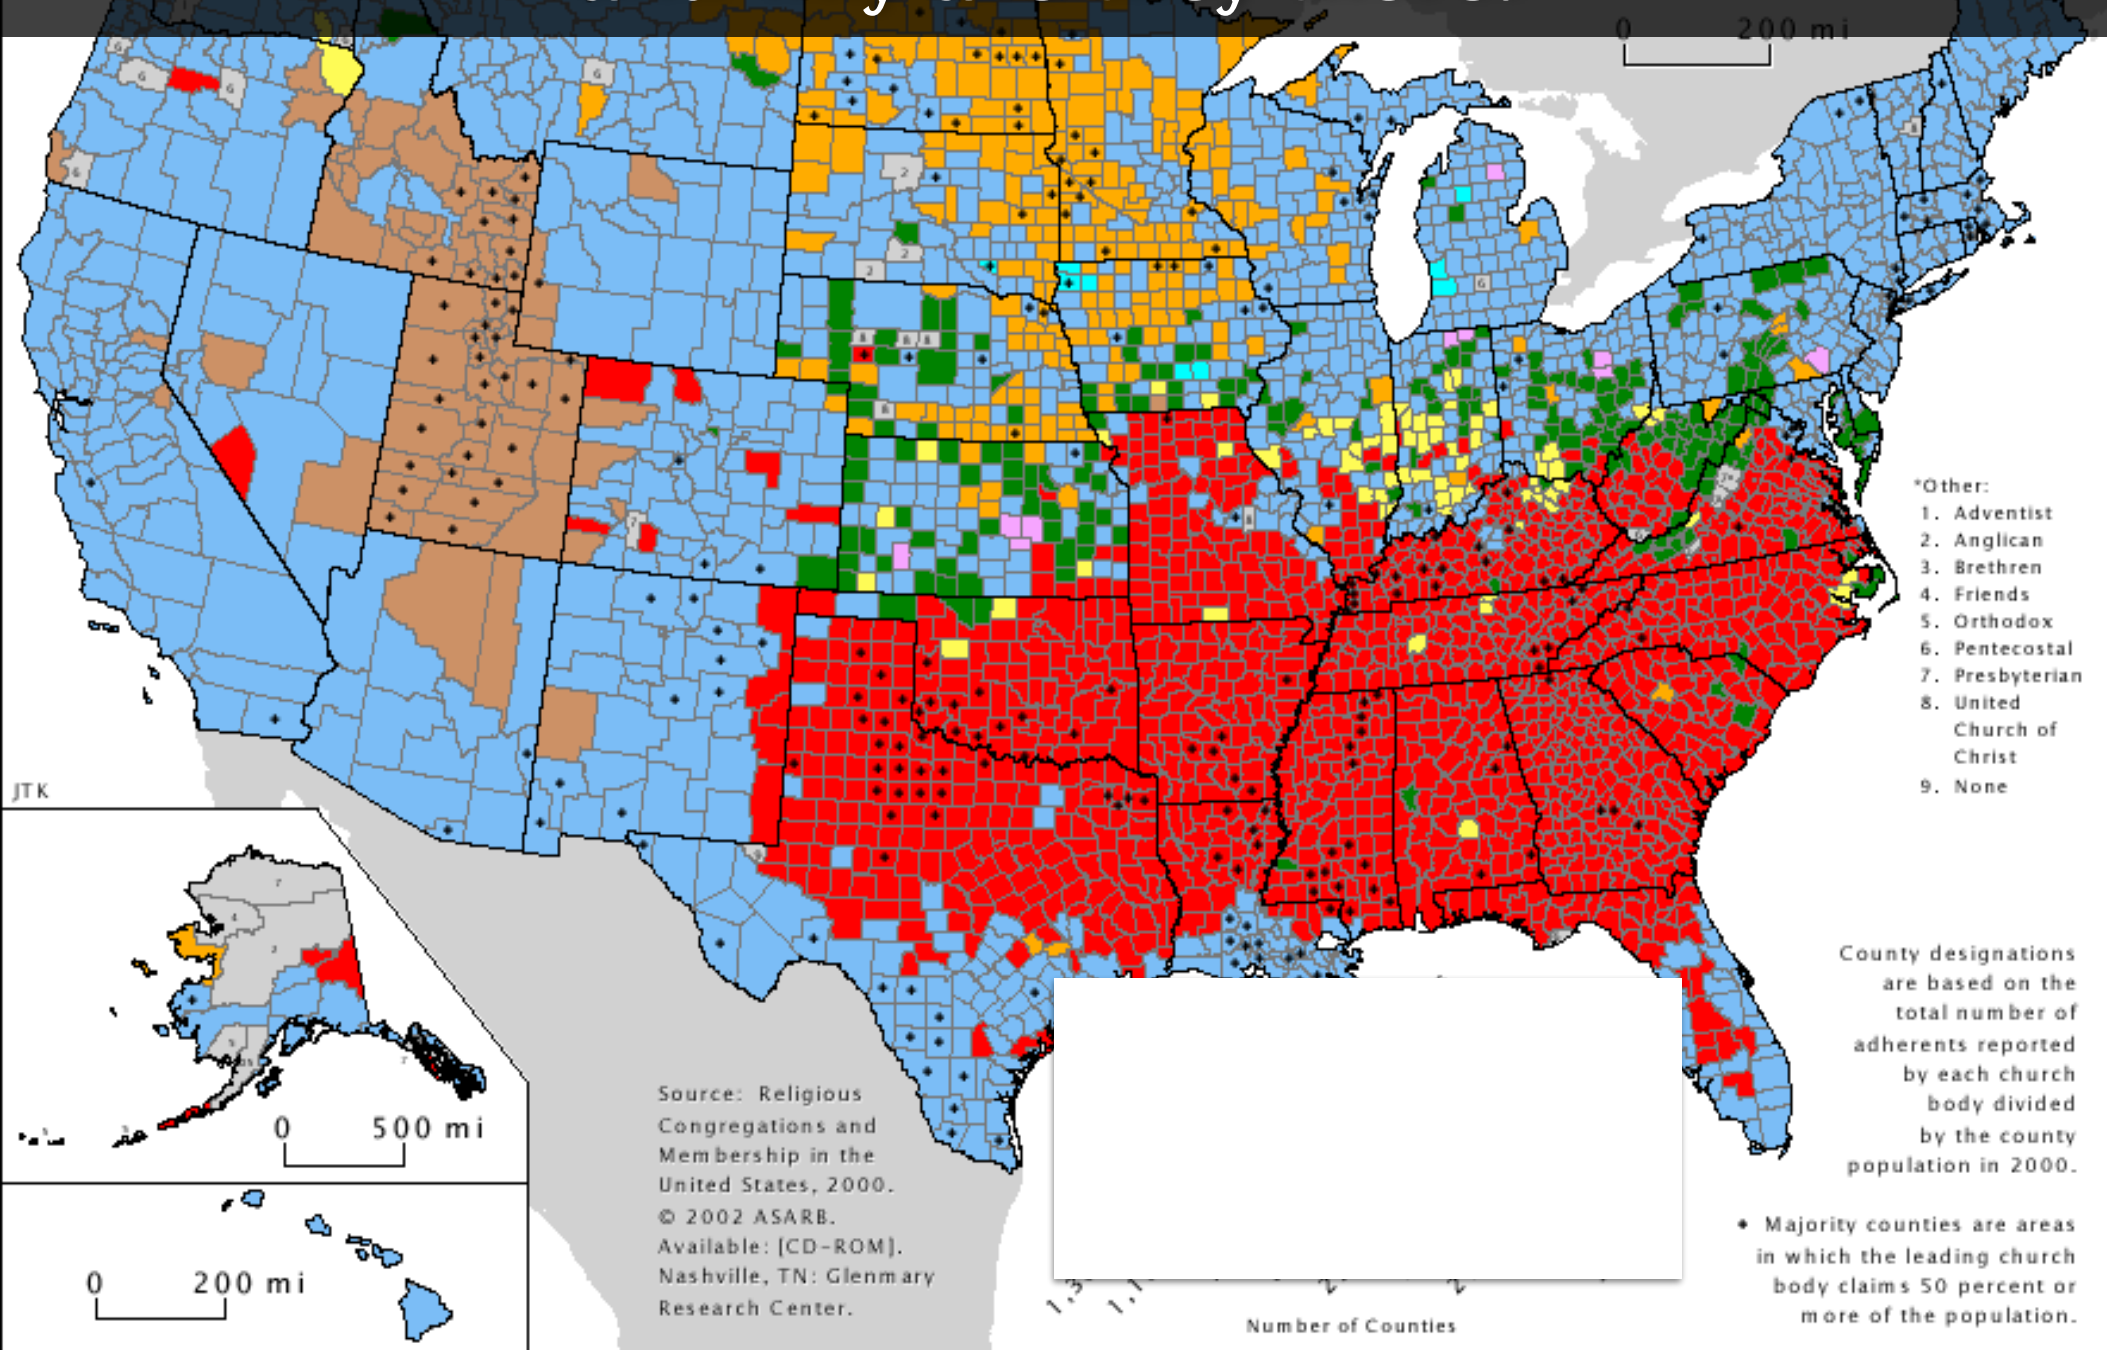 0 200 mi
*Other:
1. Adventist
2. Anglican
3. Brethren
4. Friends
5. Orthodox
6. Pentecostal
7. Presbyterian
8. United
Church of
Christ
9. None
JTK
0 500 mi
0 200 mi
Source: Religious
Congregations and
Membership in the
United States, 2000.
© 2002 ASARB.
Available: [CD-ROM].
Nashville, TN: Glenmary
Research Center.
Number of Counties
County designations
are based on the
total number of
adherents reported
by each church
body divided
by the county
population in 2000.
◆ Majority counties are areas
in which the leading church
body claims 50 percent or
more of the population.